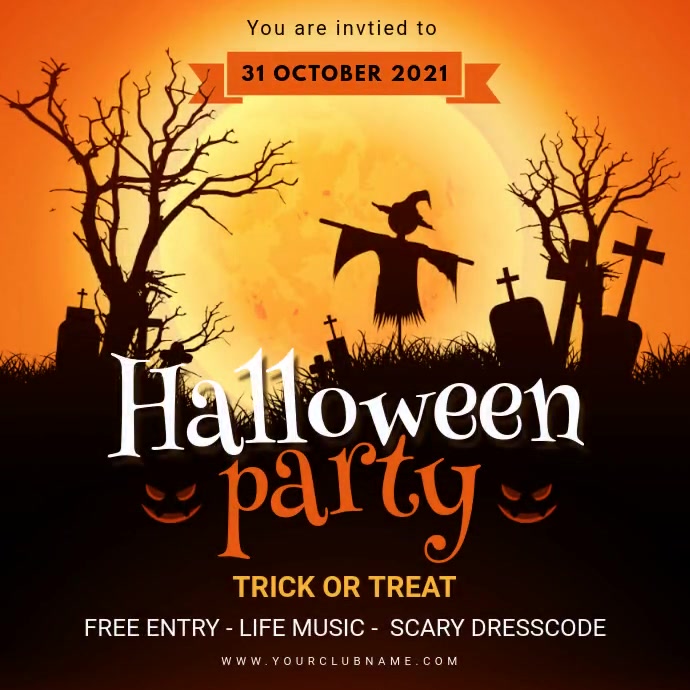 You are invtied to
31 OCTOBER 2021
Halloween
party
TRICK OR TREAT
FREE ENTRY - LIFE MUSIC - SCARY DRESSCODE
WWW.YOURCLUBNAME.COM